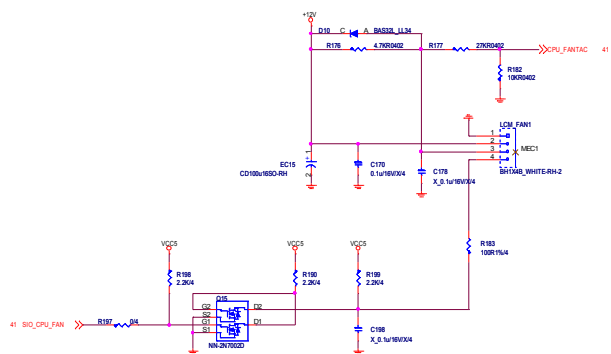 +12V
D10 C A BAS32L_LL34
R176 4.7KR0402 R177 27KR0402 CPU_FANTAC 41
R182
10KR0402
LCM_FAN1
1
2
3
4
MEC1
BH1X4B_WHITE-RH-2
EC15
CD100u16SO-RH
+
1
2
C170
0.1u/16V/X/4
C178
X_0.1u/16V/X/4
R183
100R1%/4
VCC5 VCC5 VCC5
R198
2.2K/4
R190
2.2K/4
R199
2.2K/4
Q15
G2 D2
S2
G1 D1
S1
NN-2N7002D
41 SIO_CPU_FAN R197 0/4
C198
X_0.1u/16V/X/4